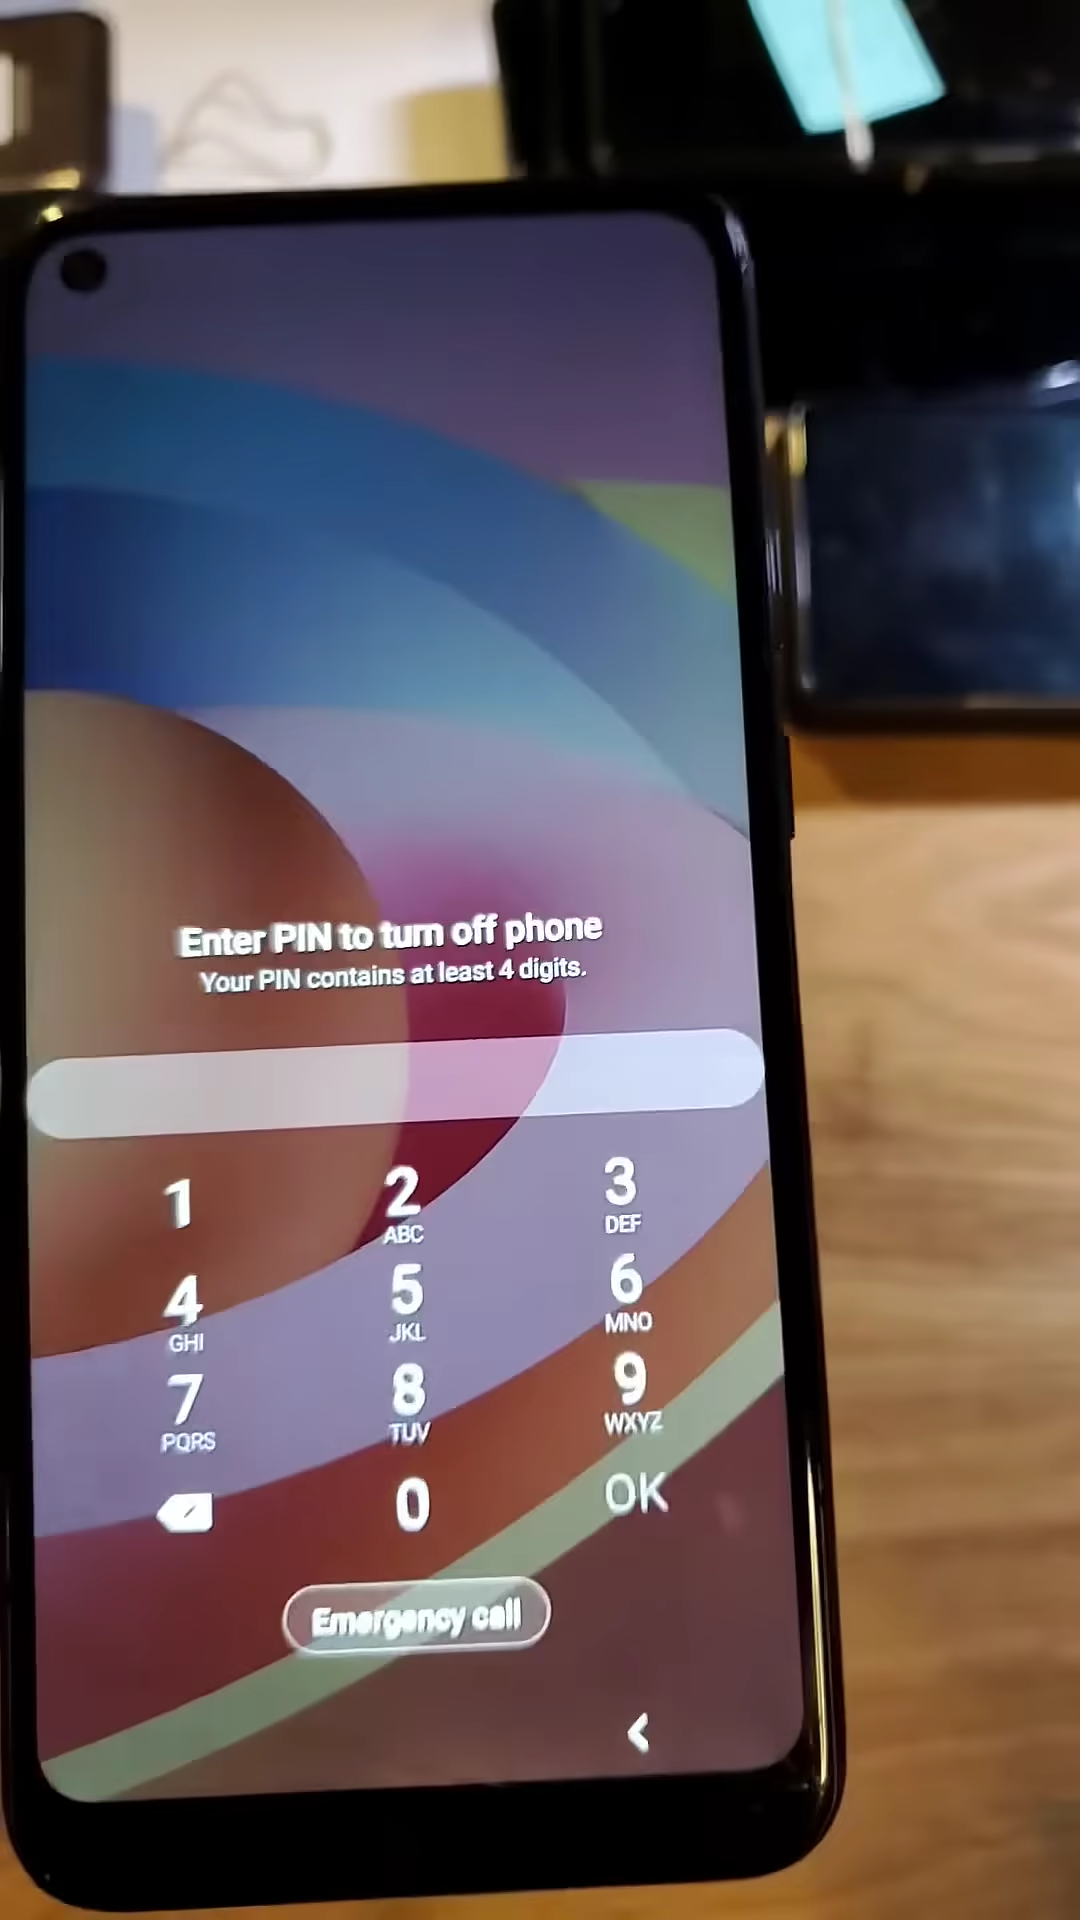 Enter PIN to turn off phone
Your PIN contains at least 4 digits.
1 2 3
ABC DEF
4 5 6
GHI JKL MNO
7 8 9
PQRS TUV WXYZ
0 OK
Emergency call